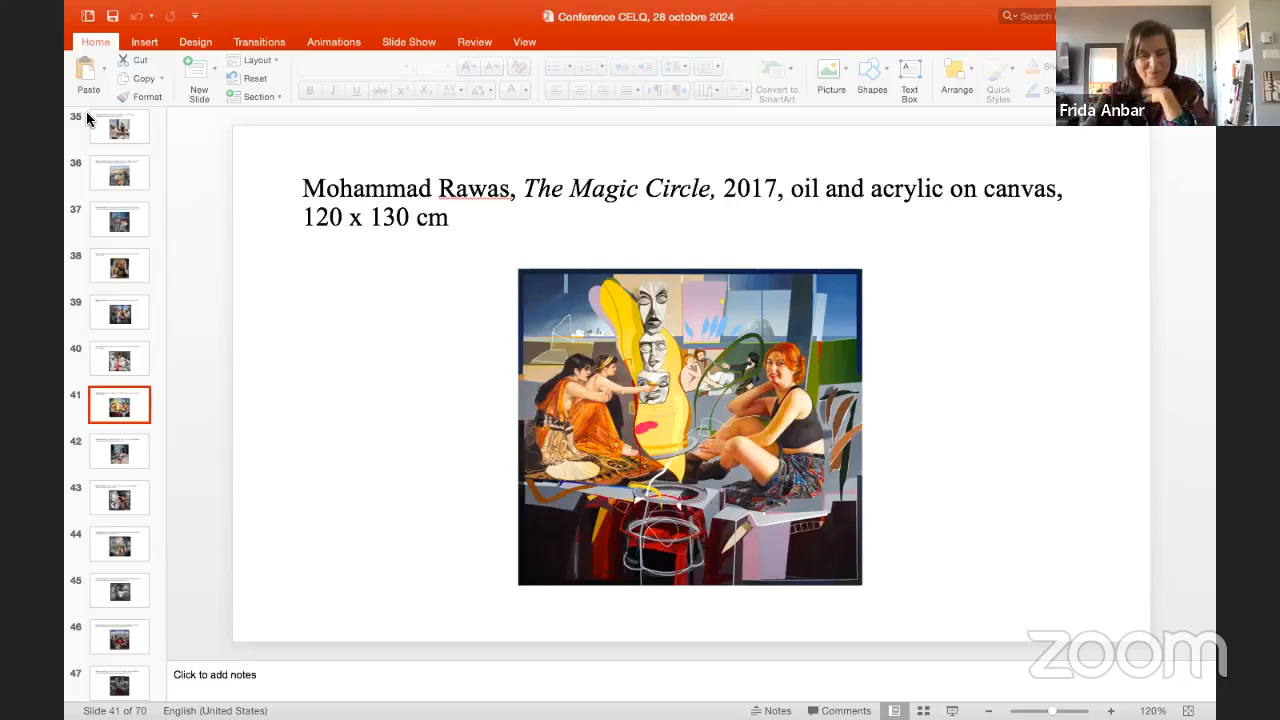 Conference CELQ, 28 octobre 2024
Search
Home Insert Design Transitions Animations Slide Show Review View
Paste
Cut
Copy
Format
New Slide
Layout
Reset
Section
Convert to SmartArt
Picture
Shapes
Text Box
Arrange
Quick Styles
Frida Anbar
35
36
37
38
39
40
41
42
43
44
45
46
47
Mohammad Rawas, The Magic Circle, 2017, oil and acrylic on canvas,
120 x 130 cm
zoom
Click to add notes
Slide 41 of 70 English (United States) Notes Comments 120%